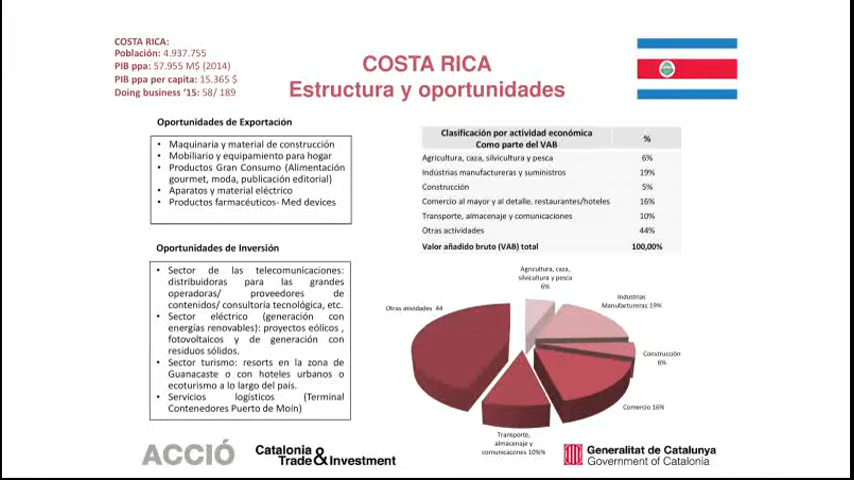 COSTA RICA:
Población: 4.937.755
PIB ppa: 57.955 M$ (2014)
PIB ppa per capita: 15.365 $
Doing business '15: 58/ 189
COSTA RICA
Estructura y oportunidades
Oportunidades de Exportación
• Maquinaria y material de construcción
• Mobiliario y equipamiento para hogar
• Productos Gran Consumo (Alimentación
gourmet, moda, publicación editorial)
• Aparatos y material eléctrico
• Productos farmacéuticos- Med devices
Oportunidades de Inversión
• Sector de las telecomunicaciones:
distribuidoras para las grandes
operadoras/ proveedores de
contenidos/ consultoría tecnológica, etc.
• Sector eléctrico (generación con
energías renovables): proyectos eólicos ,
fotovoltaicos y de generación con
residuos sólidos.
• Sector turismo: resorts en la zona de
Guanacaste o con hoteles urbanos o
ecoturismo a lo largo del país.
• Servicios logísticos (Terminal
Contenedores Puerto de Moín)
Clasificación por actividad económica
Como parte del VAB %
Agricultura, caza, silvicultura y pesca 6%
Indústrias manufactureras y suministros 19%
Construcción 5%
Comercio al mayor y al detalle, restaurantes/hoteles 16%
Transporte, almacenaje y comunicaciones 10%
Otras actividades 44%
Valor añadido bruto (VAB) total 100,00%
Agricultura, caza,
silvicultura y pesca
6%
Industrias
Manufactureras 19%
Otras atividades 44
Construcción
6%
Comercio 16%
Transporte,
almacenaje y
comunicacones 10%%
ACCIÓ
Catalonia
Trade & Investment
Generalitat de Catalunya
Government of Catalonia